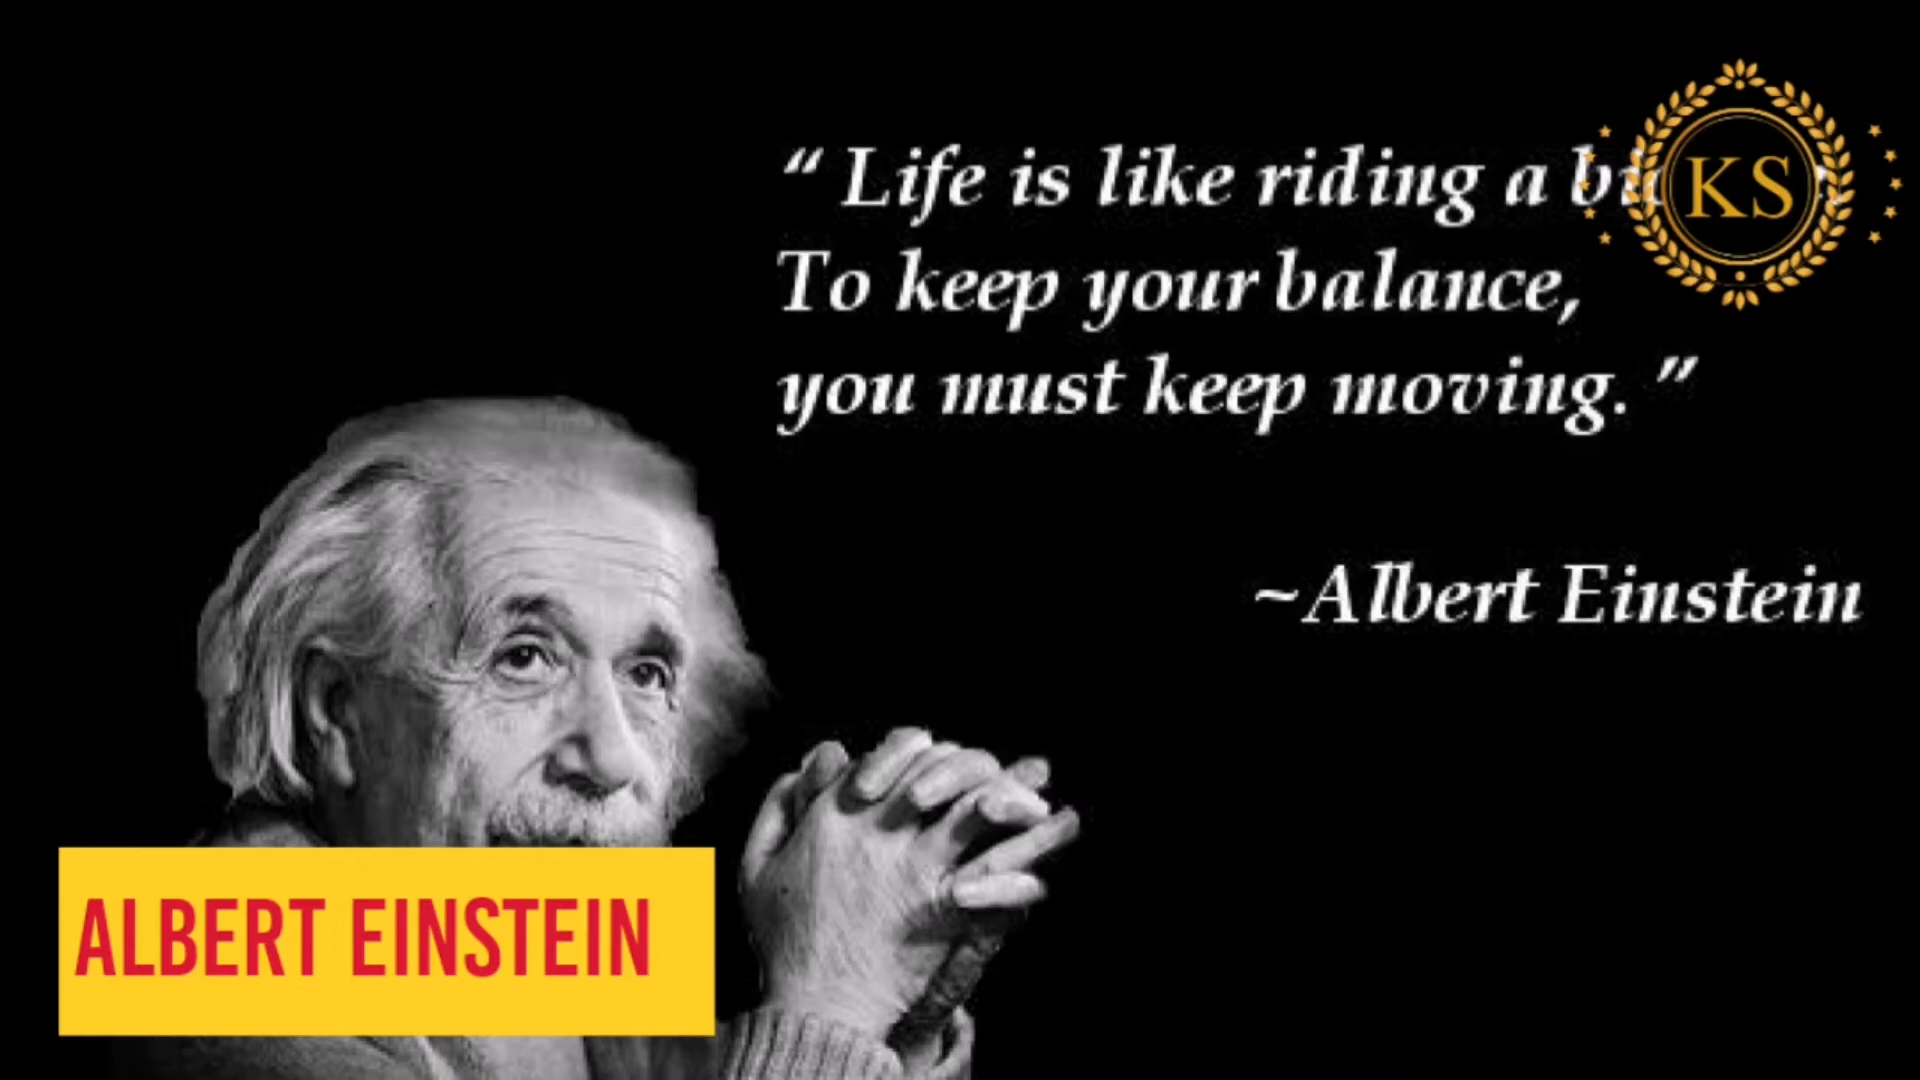 “ Life is like riding a
KS
To keep your balance,
you must keep moving. ”
~Albert Einstein
ALBERT EINSTEIN